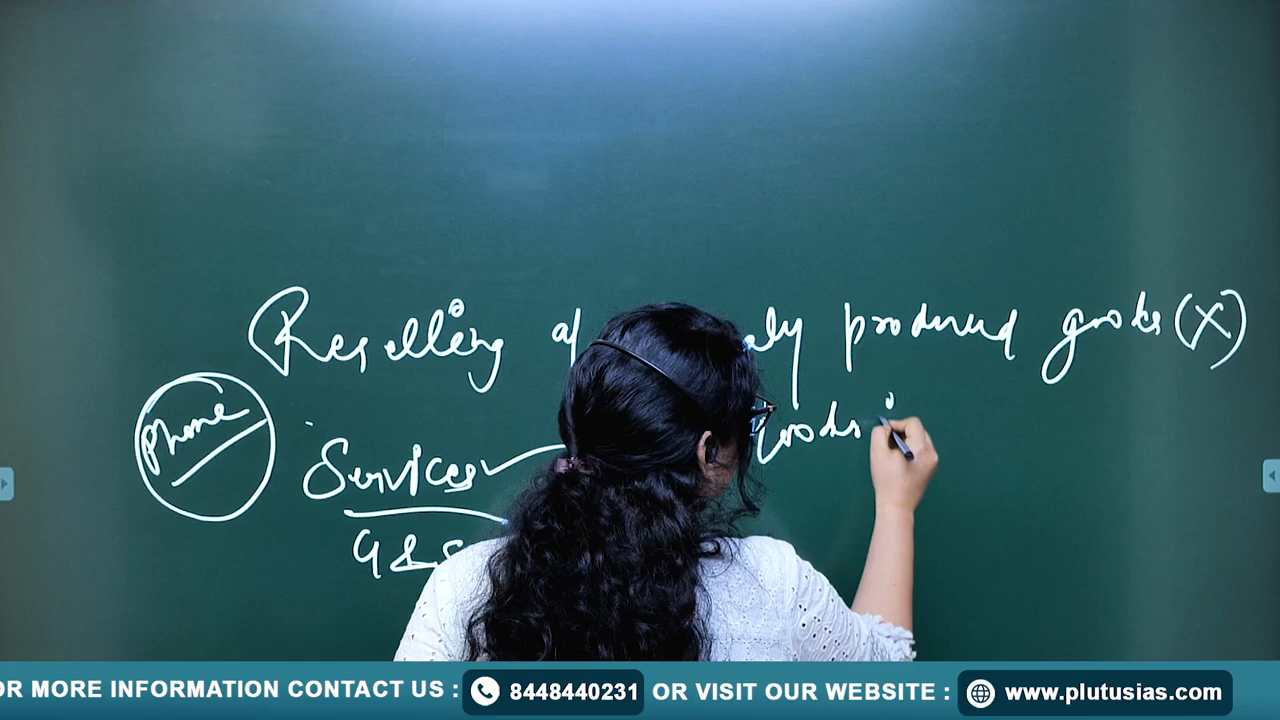 Reselling of ly produced goods (X)
Phone
Services goods
G & S
OR MORE INFORMATION CONTACT US : 8448440231 OR VISIT OUR WEBSITE : www.plutusias.com